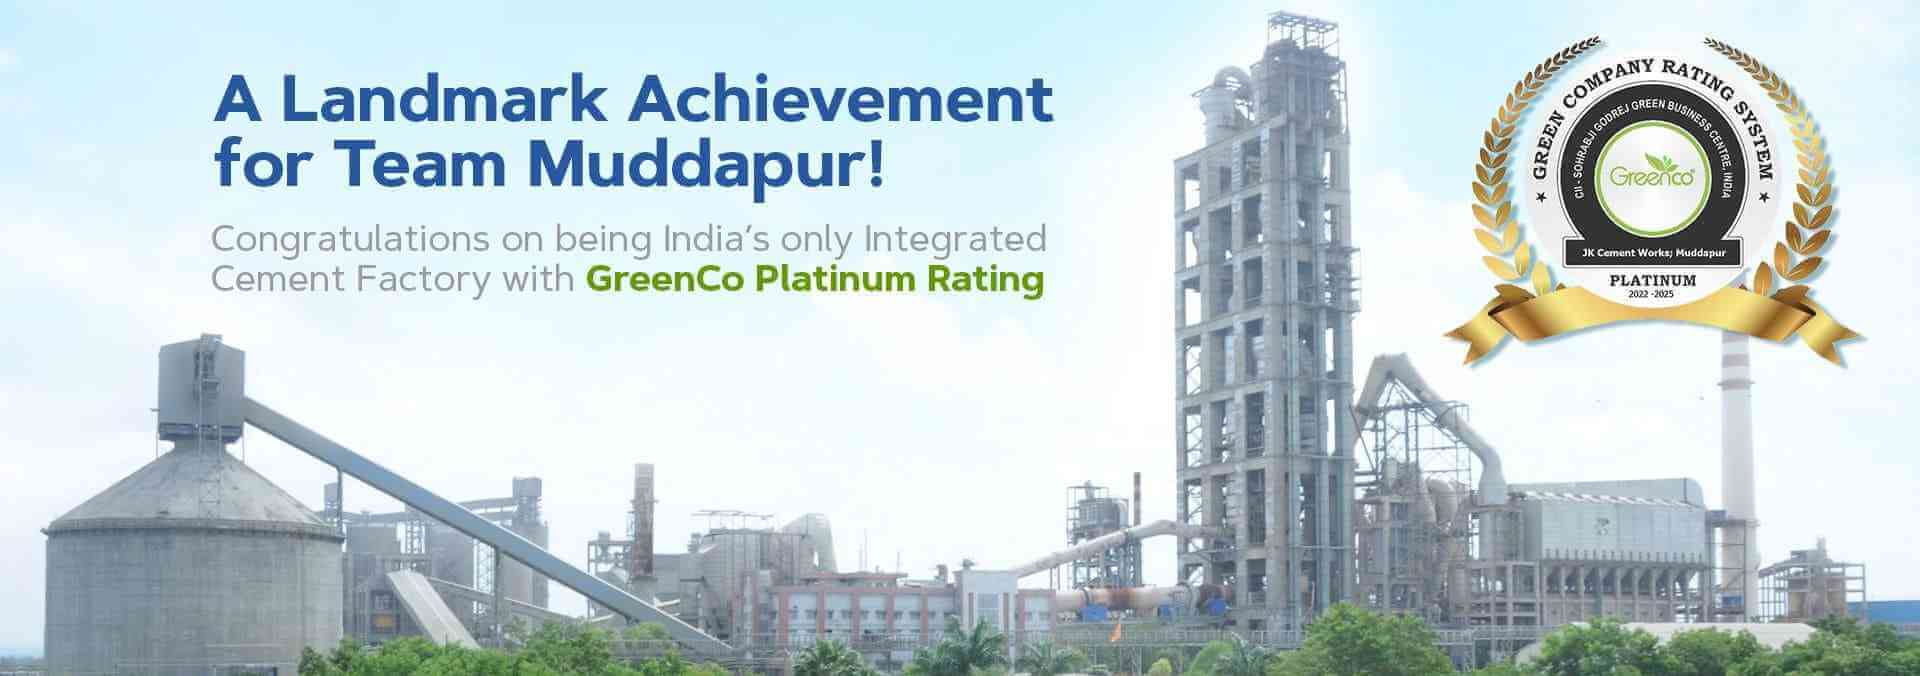 A Landmark Achievement
for Team Muddapur!
Congratulations on being India's only Integrated
Cement Factory with GreenCo Platinum Rating
★ GREEN COMPANY RATING SYSTEM ★
CII - SOHRABJI GODREJ GREEN BUSINESS CENTRE, INDIA
Greenco®
JK Cement Works; Muddapur
PLATINUM
2022 -2025